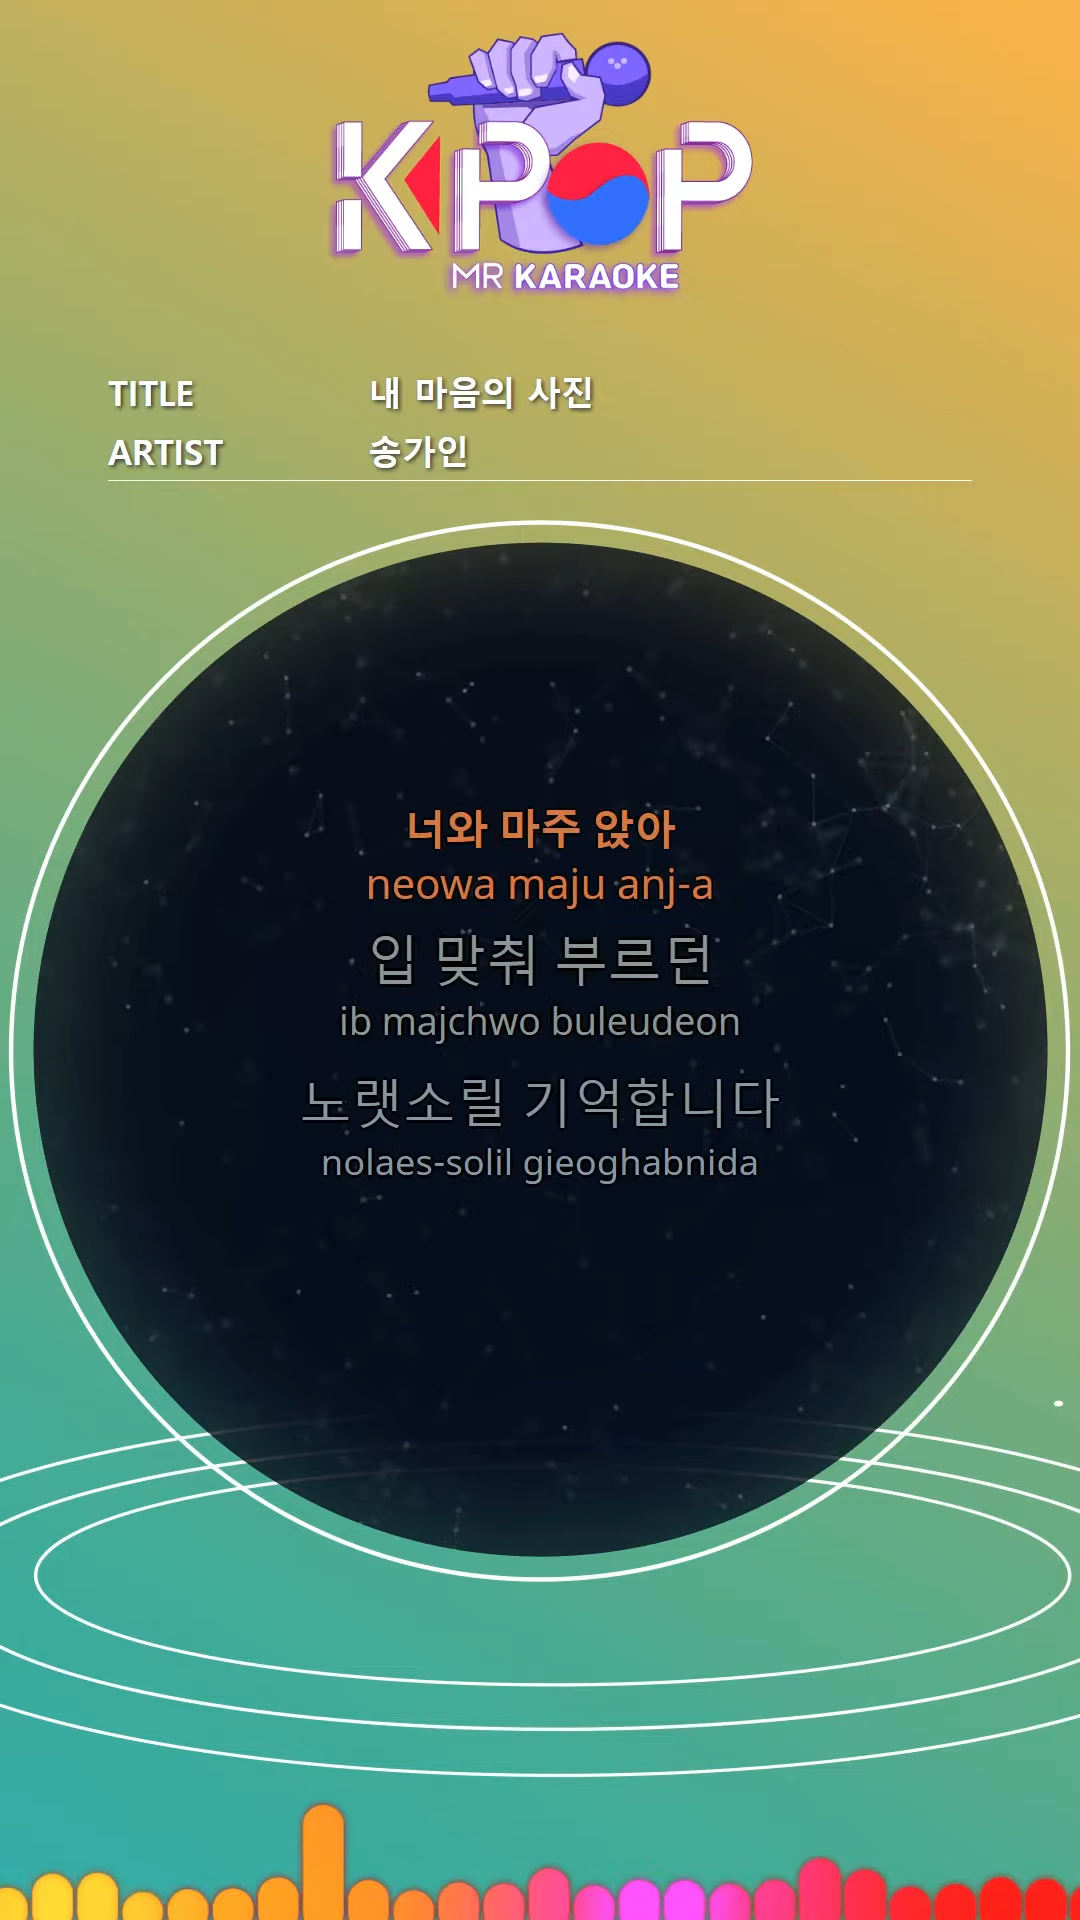 KPOP
MR KARAOKE
TITLE 내 마음의 사진
ARTIST 송가인
너와 마주 앉아
neowa maju anj-a
입 맞춰 부르던
ib majchwo buleudeon
노랫소릴 기억합니다
nolaes-solil gieoghabnida